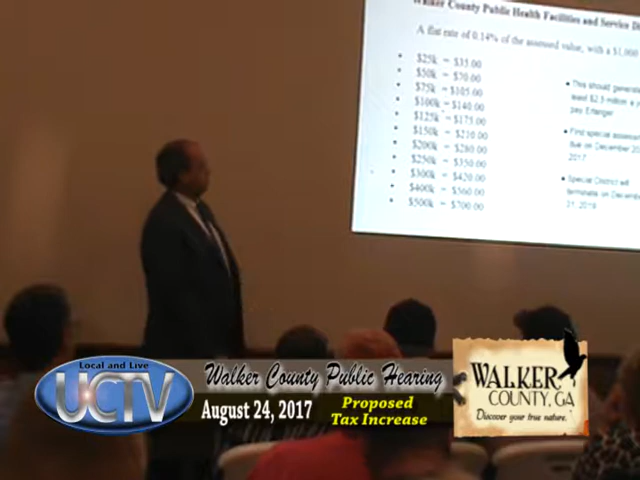 Walker County Public Health Facilities and Service Di
A flat rate of 0.14% of the assessed value, with a $1,000
• $25k = $35.00
• $50k = $70.00
• $75k = $105.00
• $100k = $140.00
• $125k = $175.00
• $150k = $210.00
• $200k = $280.00
• $250k = $350.00
• $300k = $420.00
• $400k = $560.00
• $500k = $700.00
• This should generate
least $2.5 million a y
pay Erlanger
• First special assessm
due on December 20
2017
• Special District will
terminate on Decemb
31, 2019
Local and Live
UCTV
Walker County Public Hearing
August 24, 2017
Proposed
Tax Increase
WALKER
COUNTY, GA
Discover your true nature.